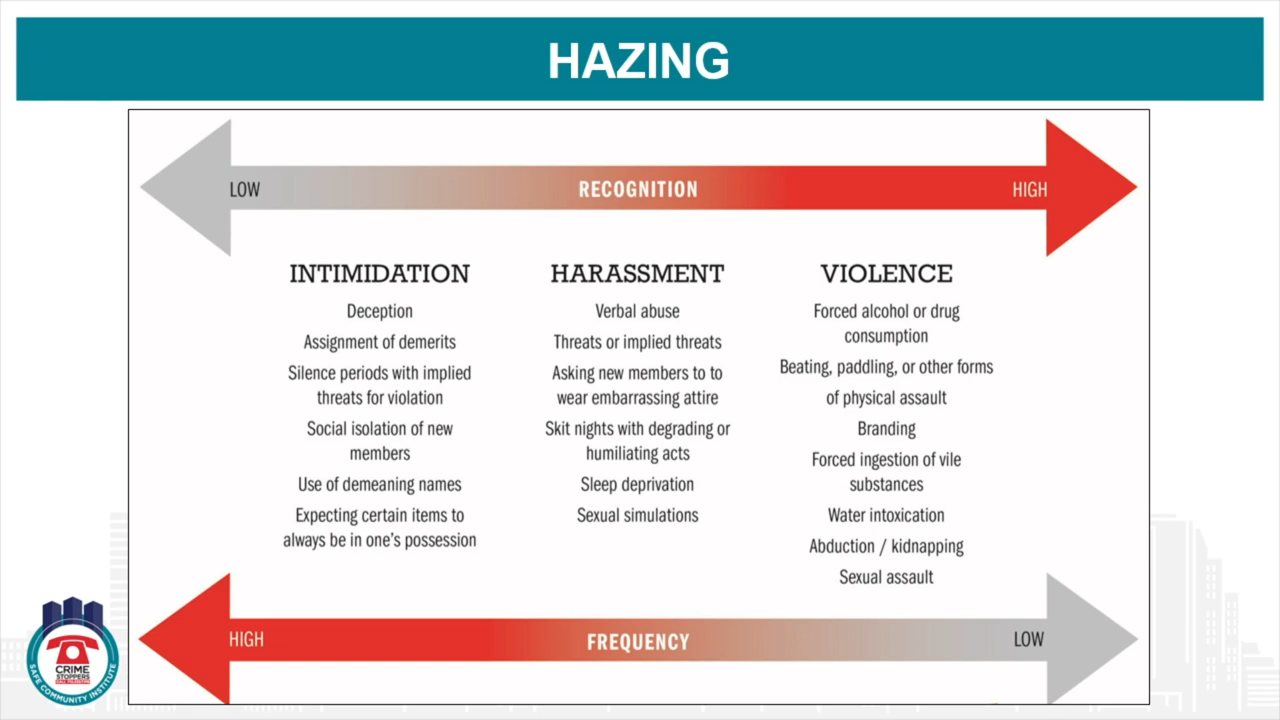 HAZING
LOW
RECOGNITION
HIGH
INTIMIDATION
Deception
Assignment of demerits
Silence periods with implied
threats for violation
Social isolation of new
members
Use of demeaning names
Expecting certain items to
always be in one’s possession
HARASSMENT
Verbal abuse
Threats or implied threats
Asking new members to to
wear embarrassing attire
Skit nights with degrading or
humiliating acts
Sleep deprivation
Sexual simulations
VIOLENCE
Forced alcohol or drug
consumption
Beating, paddling, or other forms
of physical assault
Branding
Forced ingestion of vile
substances
Water intoxication
Abduction / kidnapping
Sexual assault
HIGH
FREQUENCY
LOW
CRIME
STOPPERS
SAFE COMMUNITY INSTITUTE